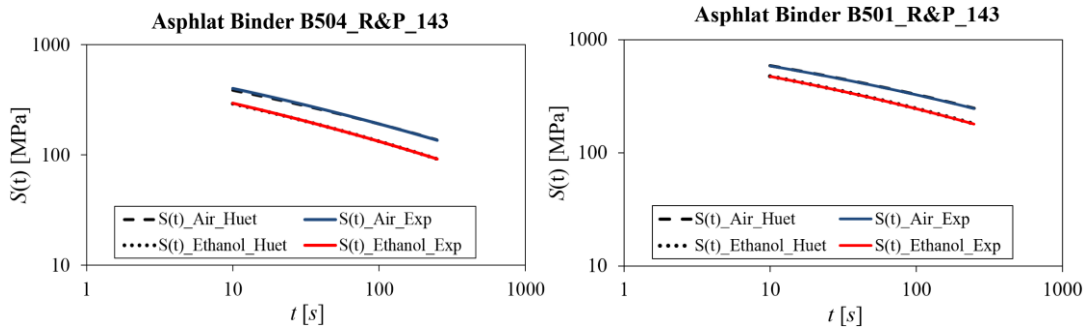 Asphlat Binder B504_R&P_143
1000
100
10
S(t) [MPa]
S(t)_Air_Huet
S(t)_Air_Exp
S(t)_Ethanol_Huet
S(t)_Ethanol_Exp
1
10
100
1000
t [s]
Asphlat Binder B501_R&P_143
1000
100
10
S(t) [MPa]
S(t)_Air_Huet
S(t)_Air_Exp
S(t)_Ethanol_Huet
S(t)_Ethanol_Exp
1
10
100
1000
t [s]